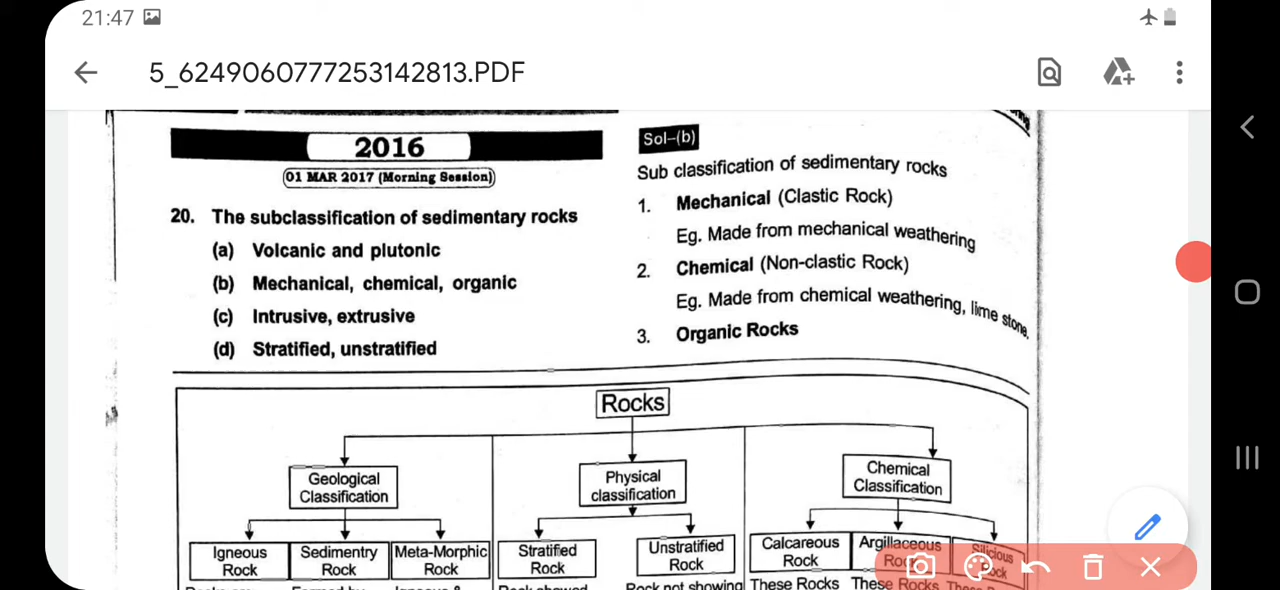 21:47
5_6249060777253142813.PDF
2016
01 MAR 2017 (Morning Session)
20. The subclassification of sedimentary rocks
(a) Volcanic and plutonic
(b) Mechanical, chemical, organic
(c) Intrusive, extrusive
(d) Stratified, unstratified
Sol–(b)
Sub classification of sedimentary rocks
1. Mechanical (Clastic Rock)
Eg. Made from mechanical weathering
2. Chemical (Non-clastic Rock)
Eg. Made from chemical weathering, lime stone.
3. Organic Rocks
Rocks
Geological
Classification
Physical
classification
Chemical
Classification
Igneous
Rock
Sedimentry
Rock
Meta-Morphic
Rock
Stratified
Rock
Unstratified
Rock
Calcareous
Rock
Argillaceous
Silicious
Rock
Rock not showing
These Rocks
These Rocks